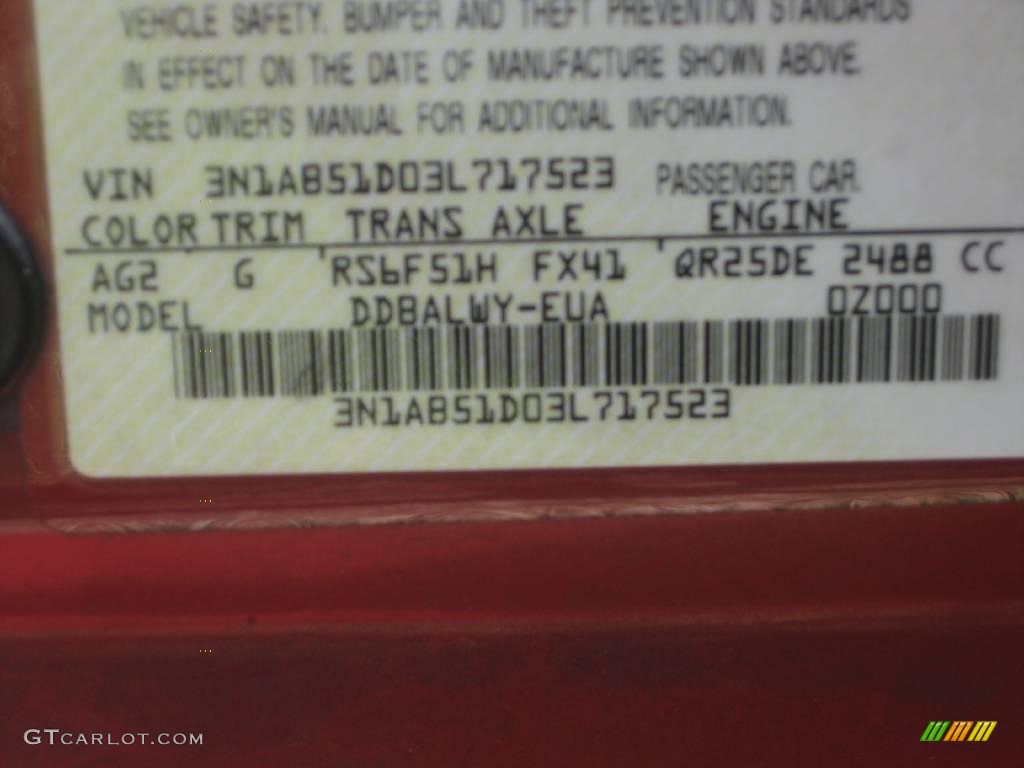 VEHICLE SAFETY, BUMPER AND THEFT PREVENTION STANDARDS
IN EFFECT ON THE DATE OF MANUFACTURE SHOWN ABOVE.
SEE OWNER'S MANUAL FOR ADDITIONAL INFORMATION.
VIN 3N1AB51D03L717523 PASSENGER CAR.
COLOR TRIM TRANS AXLE ENGINE
AG2 G RS6F51H FX41 QR25DE 2488 CC
MODEL DDBALWY-EUA 0Z000
3N1AB51D03L717523
GTCARLOT.COM